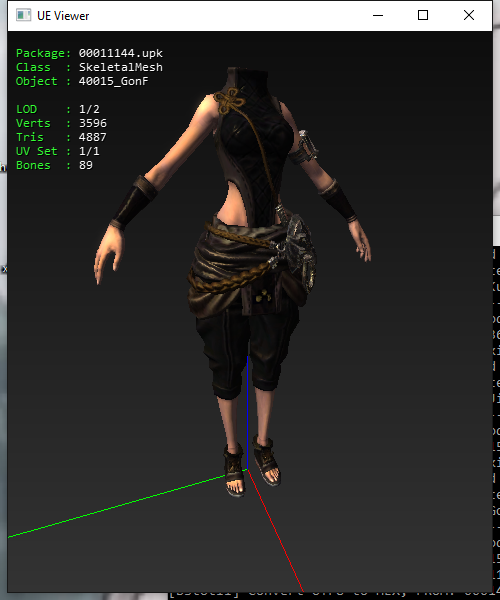 UE Viewer
Package: 00011144.upk
Class : SkeletalMesh
Object : 40015_GonF
LOD : 1/2
Verts : 3596
Tris : 4887
UV Set : 1/1
Bones : 89